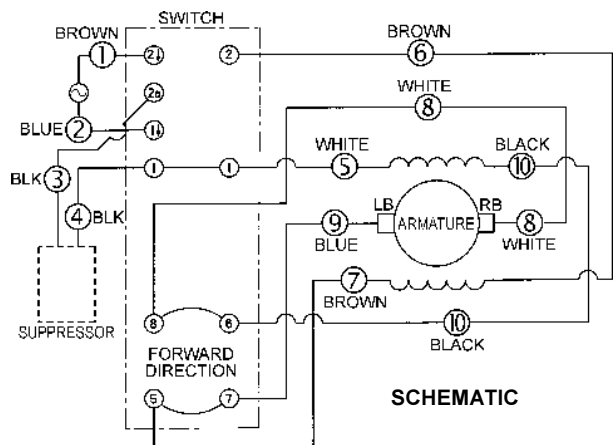 SWITCH
BROWN
1
2↓
2
BROWN
6
2a
WHITE
8
BLUE
2
1↓
WHITE
5
BLACK
10
BLK
3
1
1
4
BLK
LB
ARMATURE
RB
9
BLUE
8
WHITE
7
BROWN
SUPPRESSOR
8
6
10
BLACK
FORWARD
DIRECTION
5
7
SCHEMATIC